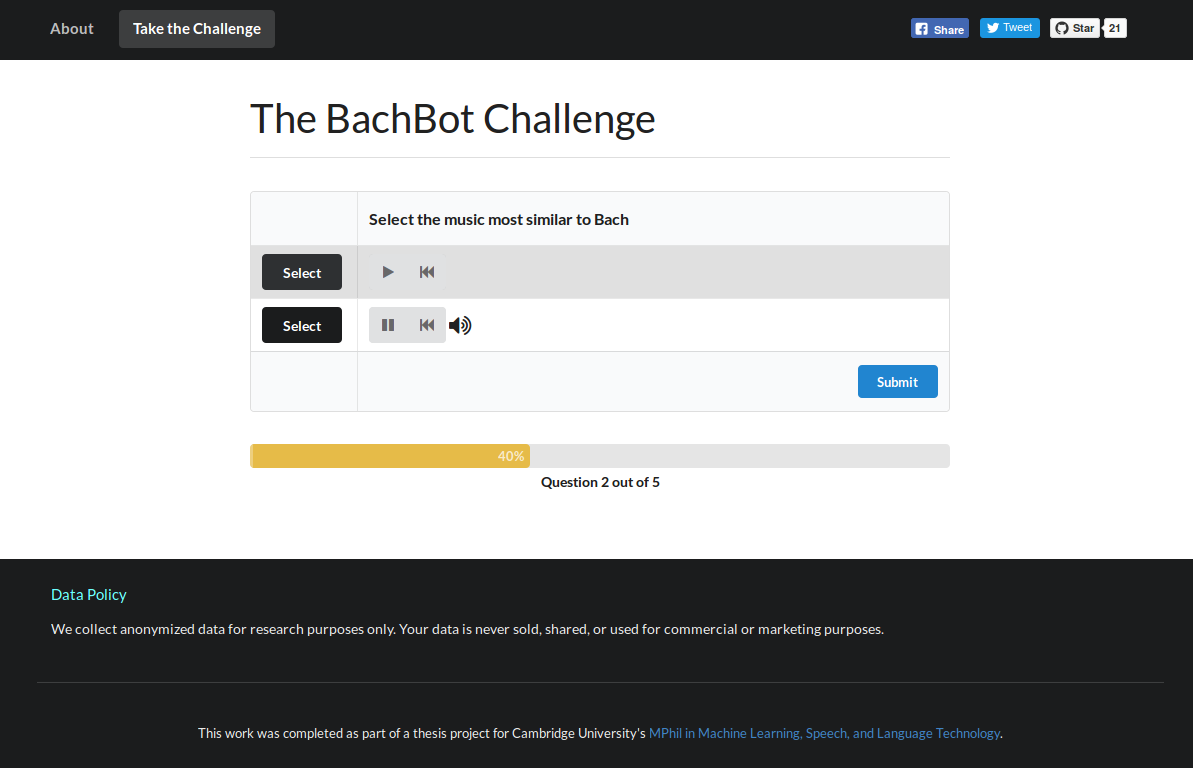 About Take the Challenge Share Tweet Star 21
The BachBot Challenge
Select the music most similar to Bach
Select
Select
Submit
40%
Question 2 out of 5
Data Policy
We collect anonymized data for research purposes only. Your data is never sold, shared, or used for commercial or marketing purposes.
This work was completed as part of a thesis project for Cambridge University's MPhil in Machine Learning, Speech, and Language Technology.